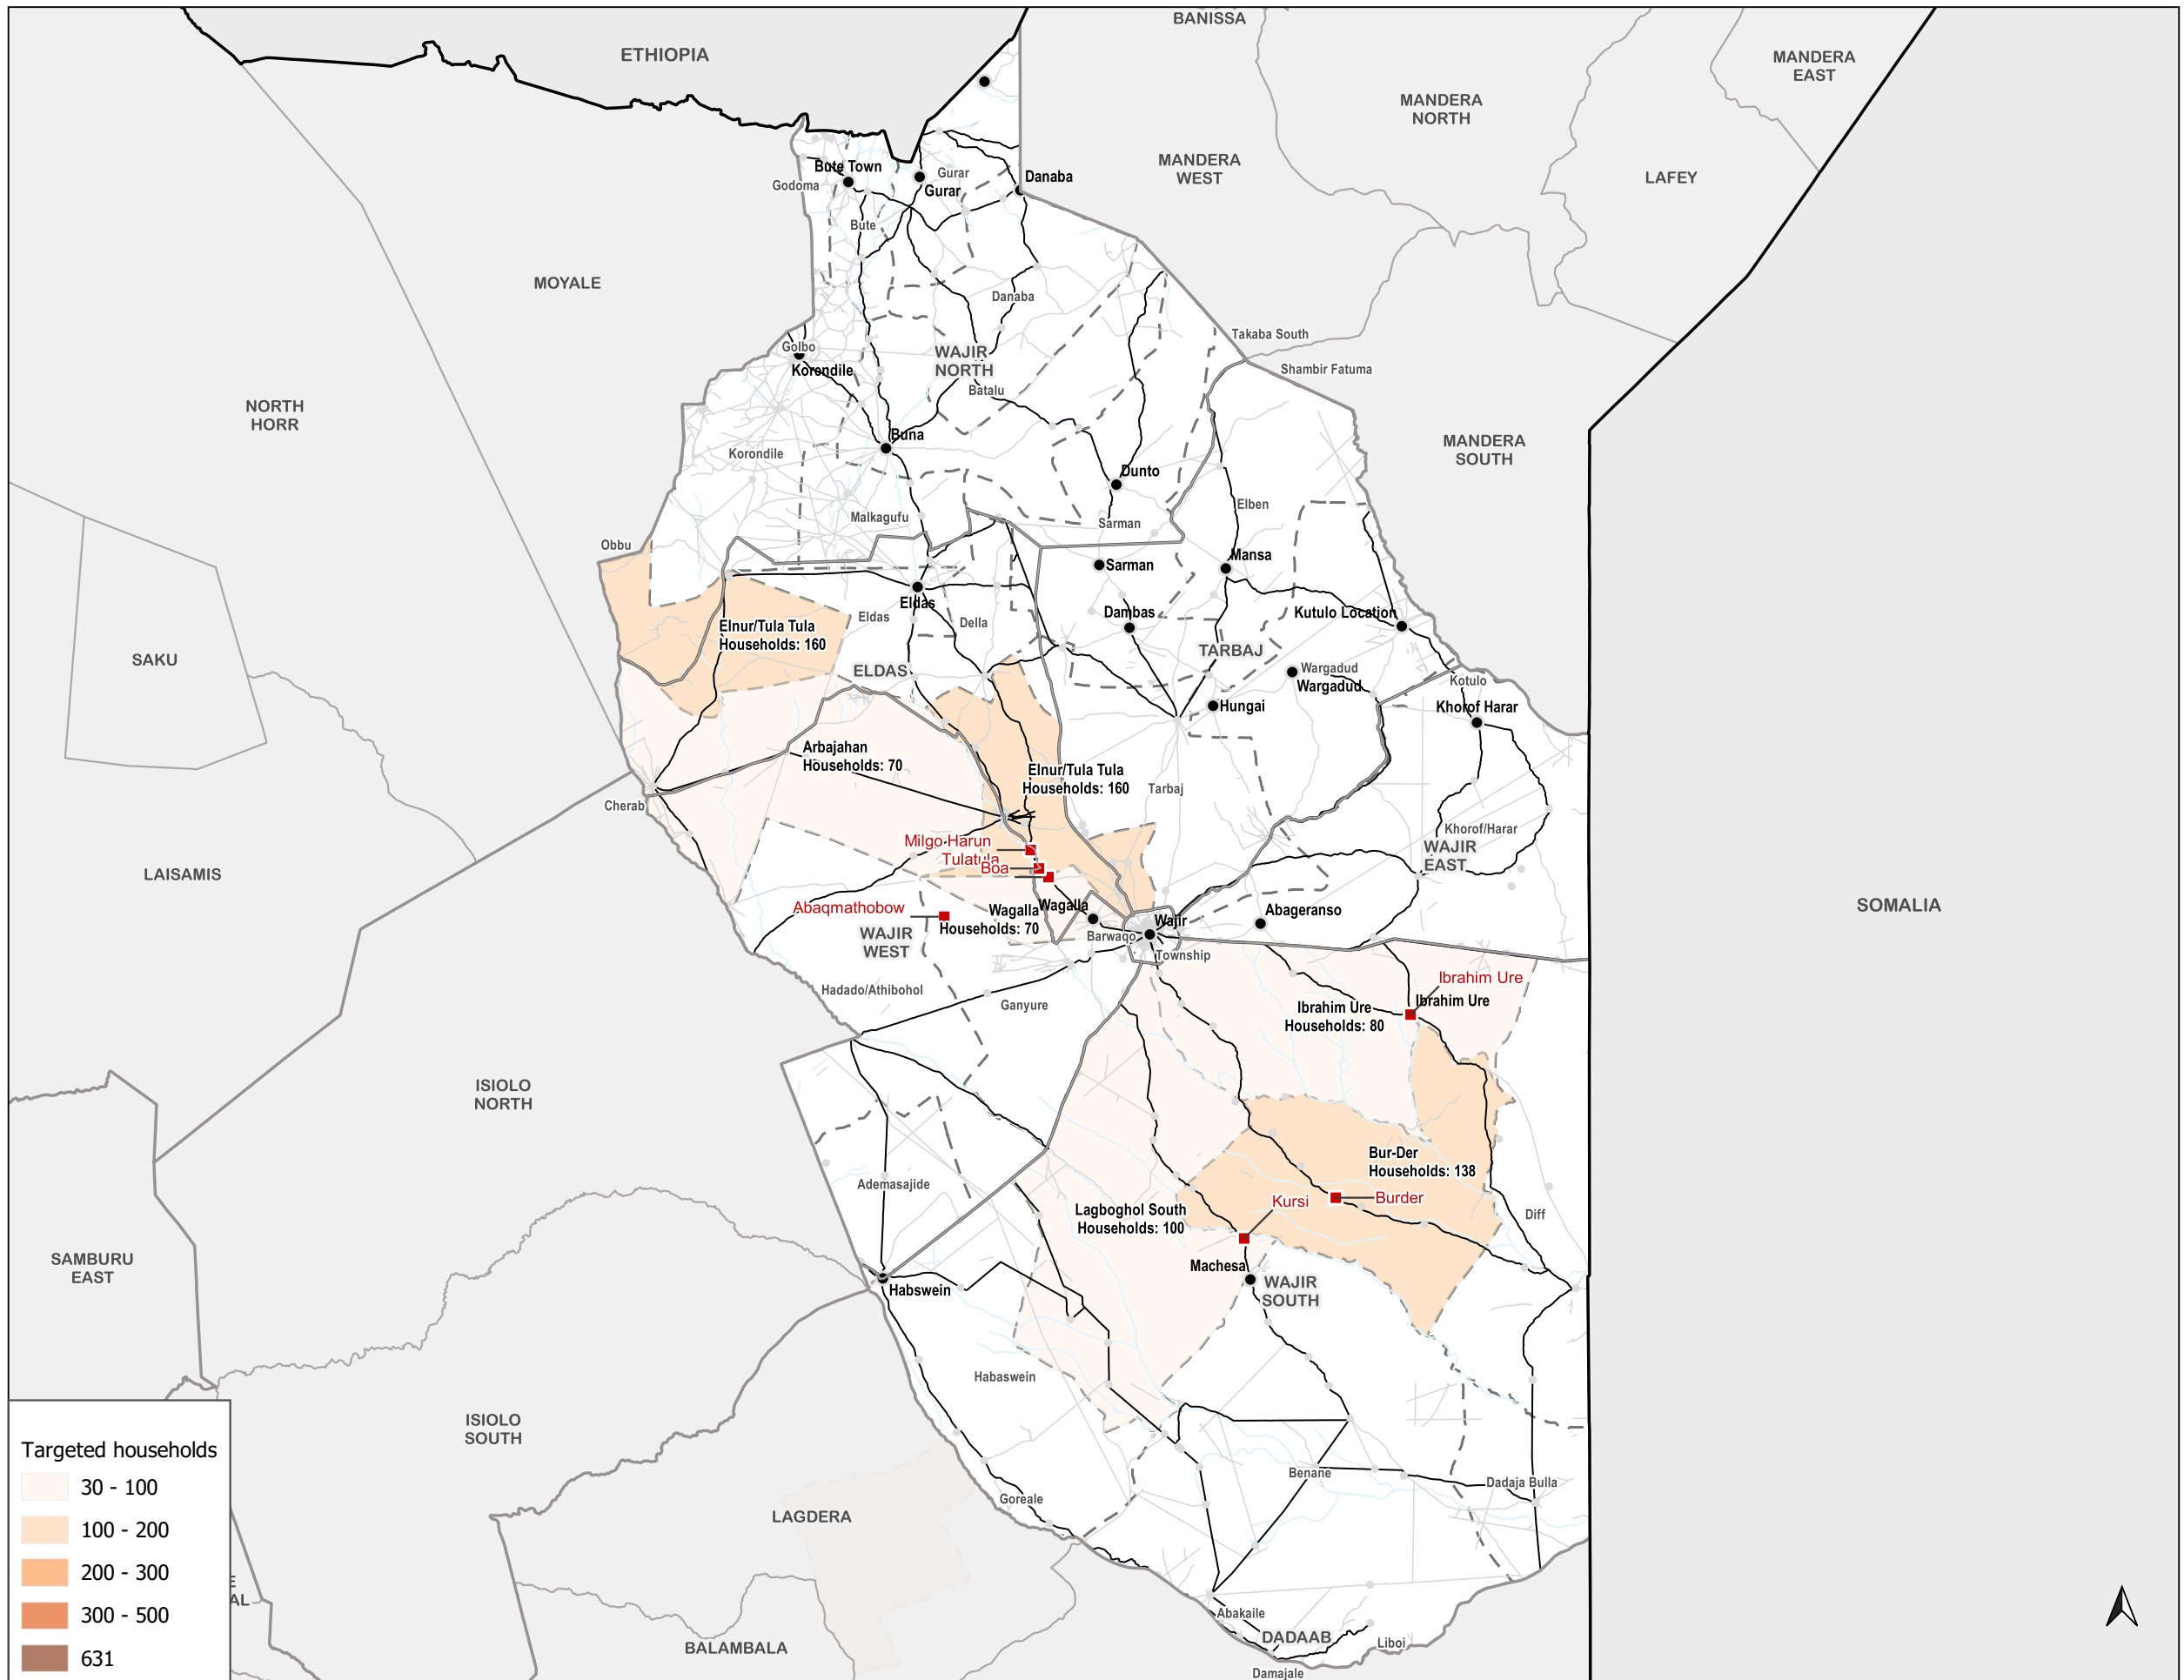 BANISSA
ETHIOPIA
MANDERA
EAST
MANDERA
NORTH
MANDERA
WEST
LAFEY
Bute Town
Godoma
Gurar
Gurar
Danaba
Bute
MOYALE
Danaba
Takaba South
Golbo
Korondile
WAJIR
NORTH
Shambir Fatuma
Batalu
NORTH
HORR
Buna
MANDERA
SOUTH
Korondile
Dunto
Elben
Malkagufu
Sarman
Obbu
Mansa
Sarman
Eldas
Eldas
Dambas
Kutulo Location
Della
Elnur/Tula Tula
Households: 160
SAKU
TARBAJ
ELDAS
Wargadud
Wargadud
Kotulo
Hungai
Khorof Harar
Arbajahan
Households: 70
Elnur/Tula Tula
Households: 160
Tarbaj
Cherab
Khorof/Harar
Milgo Harun
Tulatula
Boa
WAJIR
EAST
LAISAMIS
SOMALIA
Abaqmathobow
Wagalla
Households: 70
Wagalla
Wajir
Abageranso
WAJIR
WEST
Barwaqo
Township
Ibrahim Ure
Hadado/Athibohol
Ganyure
Ibrahim Ure
Ibrahim Ure
Households: 80
ISIOLO
NORTH
Bur-Der
Households: 138
Ademasajide
Burder
Kursi
Lagboghol South
Households: 100
Diff
SAMBURU
EAST
Machesa
WAJIR
SOUTH
Habswein
Habaswein
ISIOLO
SOUTH
Targeted households
30 - 100
100 - 200
200 - 300
300 - 500
631
Benane
Dadaja Bulla
Goreale
LAGDERA
E
AL
Abakaile
DADAAB
Liboi
BALAMBALA
Damajale